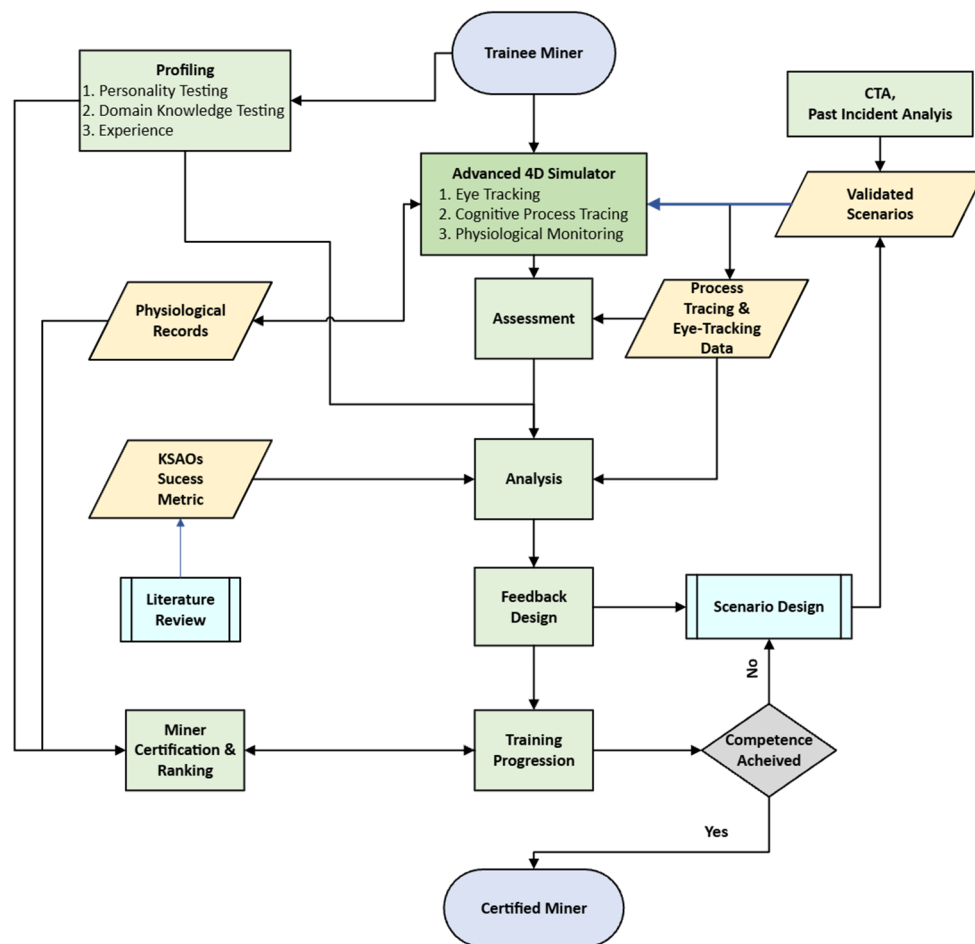 Trainee Miner
Profiling
1. Personality Testing
2. Domain Knowledge Testing
3. Experience
CTA,
Past Incident Analyis
Advanced 4D Simulator
1. Eye Tracking
2. Cognitive Process Tracing
3. Physiological Monitoring
Validated
Scenarios
Physiological
Records
Assessment
Process
Tracing &
Eye-Tracking
Data
KSAOs
Sucess
Metric
Analysis
Literature
Review
Feedback
Design
Scenario Design
No
Miner
Certification &
Ranking
Training
Progression
Competence
Acheived
Yes
Certified Miner